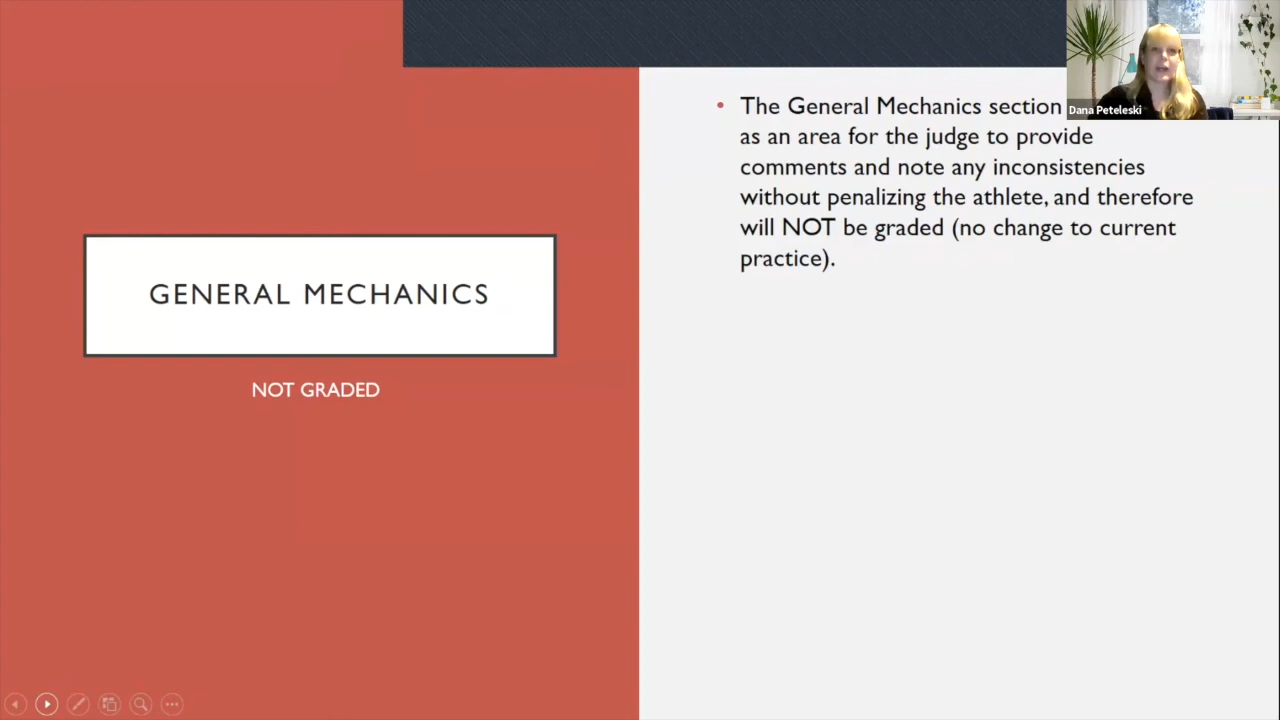 GENERAL MECHANICS
NOT GRADED
• The General Mechanics section
as an area for the judge to provide
comments and note any inconsistencies
without penalizing the athlete, and therefore
will NOT be graded (no change to current
practice).
Dana Peteleski